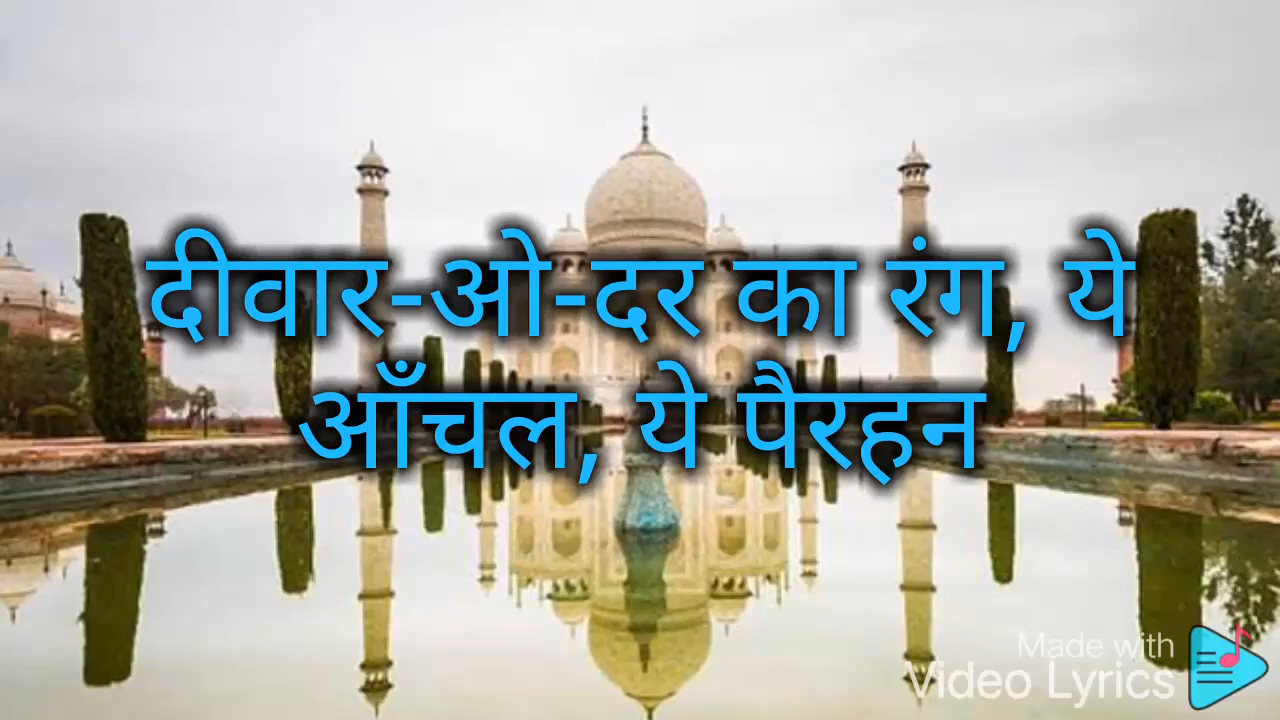 दीवार-ओ-दर का रंग, ये
आँचल, ये पैरहन
Made with
Video Lyrics